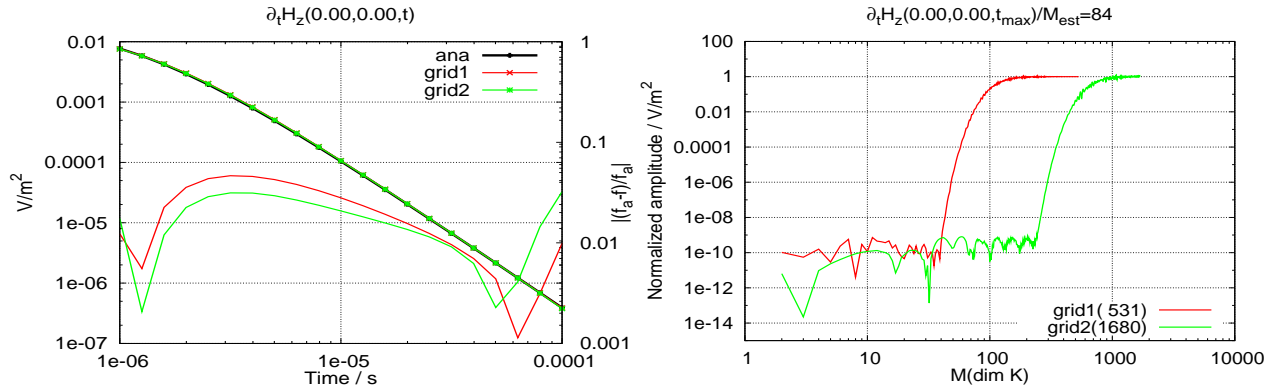 ∂tHz(0.00,0.00,t)
0.01
0.001
0.0001
1e-05
1e-06
1e-07
V/m²
1e-06
1e-05
0.0001
Time / s
1
0.1
0.01
0.001
|(fa-f)/fa|
ana
grid1
grid2
∂tHz(0.00,0.00,tmax)/Mest=84
100
1
0.01
0.0001
1e-06
1e-08
1e-10
1e-12
1e-14
Normalized amplitude / V/m²
1
10
100
1000
10000
M(dim K)
grid1( 531)
grid2(1680)